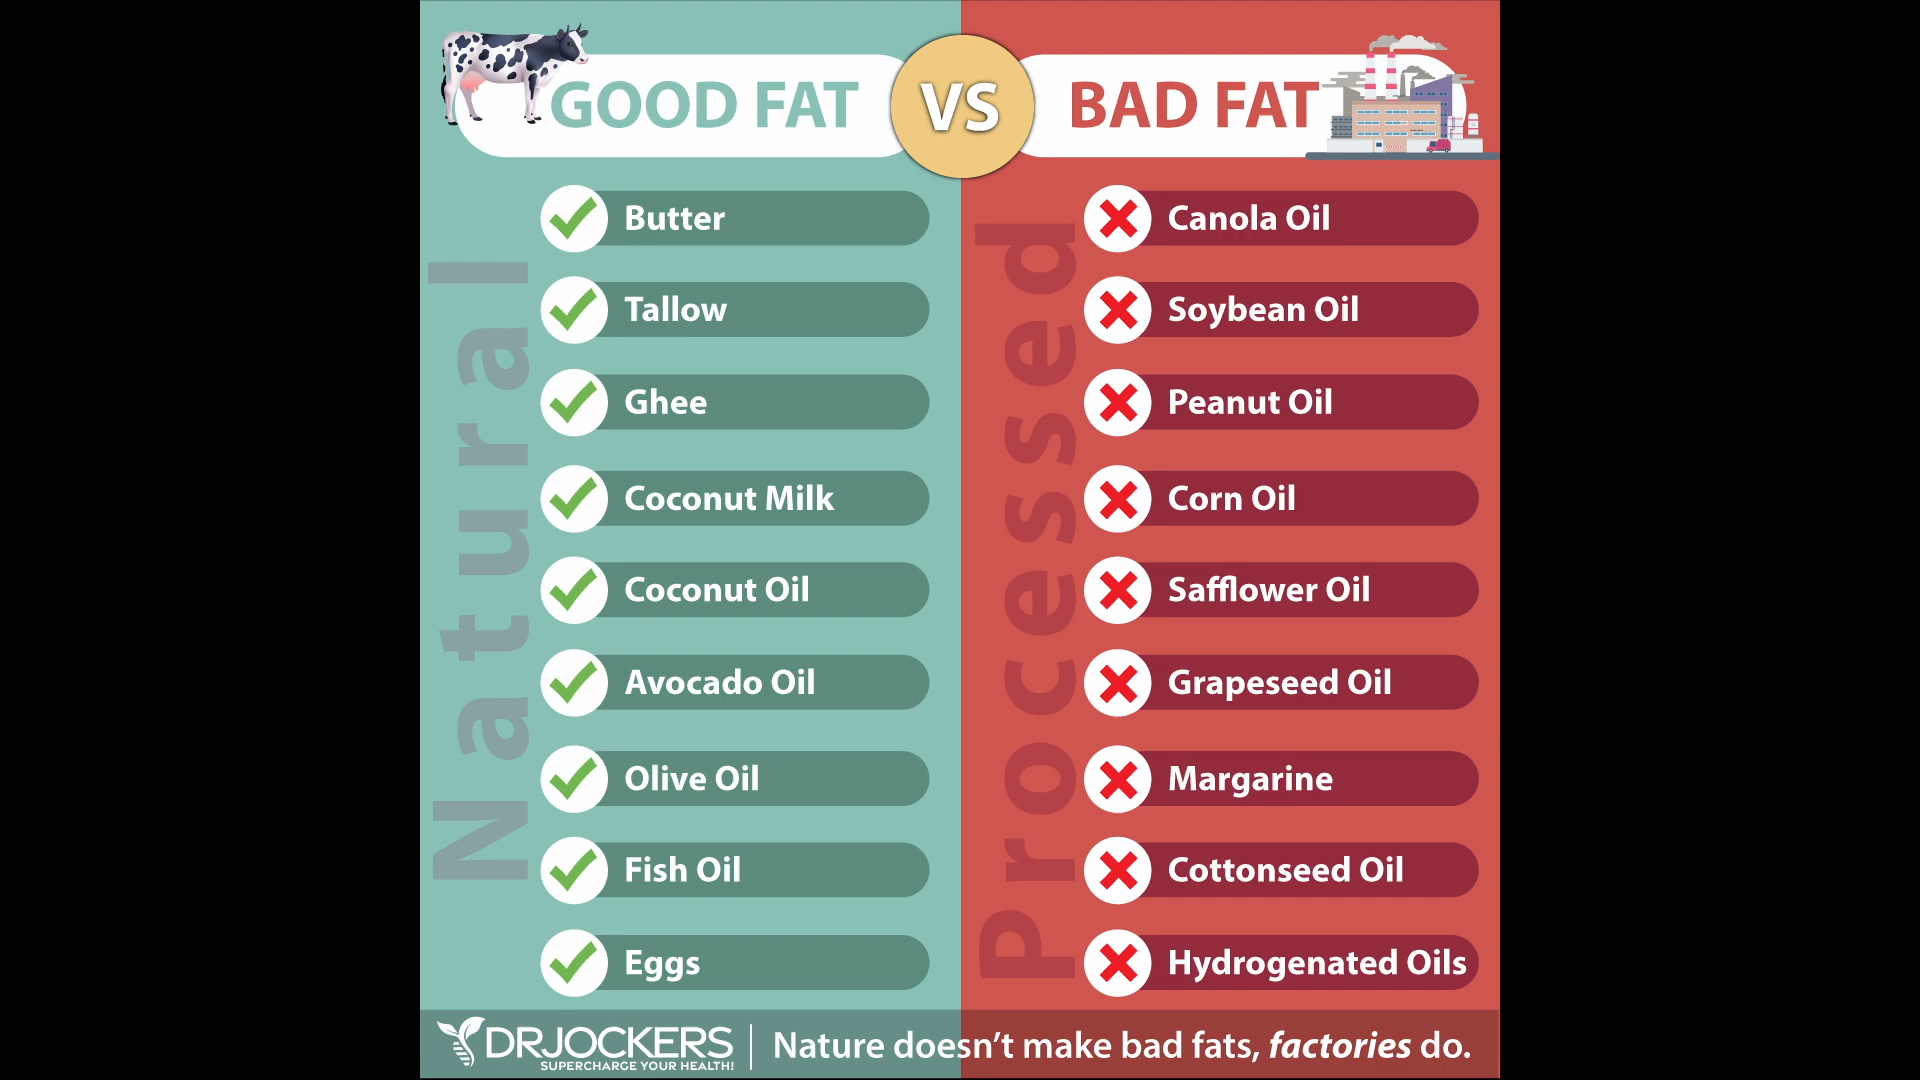 GOOD FAT
VS
BAD FAT
Natural
Butter
Tallow
Ghee
Coconut Milk
Coconut Oil
Avocado Oil
Olive Oil
Fish Oil
Eggs
Processed
Canola Oil
Soybean Oil
Peanut Oil
Corn Oil
Safflower Oil
Grapeseed Oil
Margarine
Cottonseed Oil
Hydrogenated Oils
DRJOCKERS
SUPERCHARGE YOUR HEALTH!
Nature doesn't make bad fats, factories do.